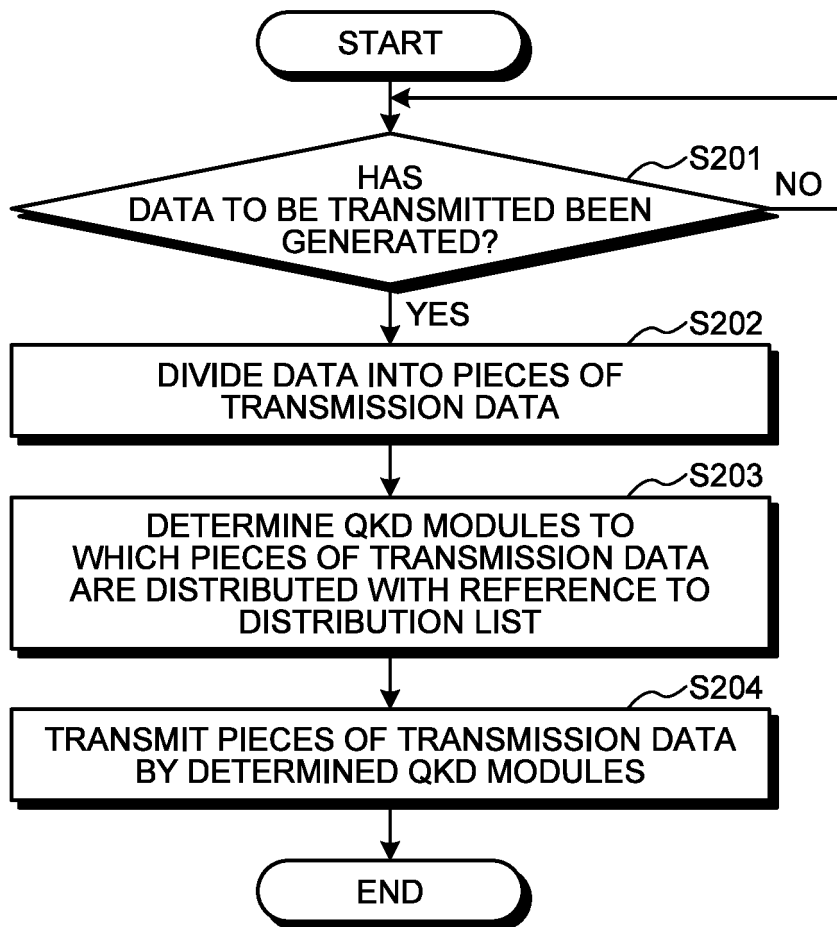 START
S201
HAS
DATA TO BE TRANSMITTED BEEN
GENERATED?
NO
YES
S202
DIVIDE DATA INTO PIECES OF
TRANSMISSION DATA
S203
DETERMINE QKD MODULES TO
WHICH PIECES OF TRANSMISSION DATA
ARE DISTRIBUTED WITH REFERENCE TO
DISTRIBUTION LIST
S204
TRANSMIT PIECES OF TRANSMISSION DATA
BY DETERMINED QKD MODULES
END